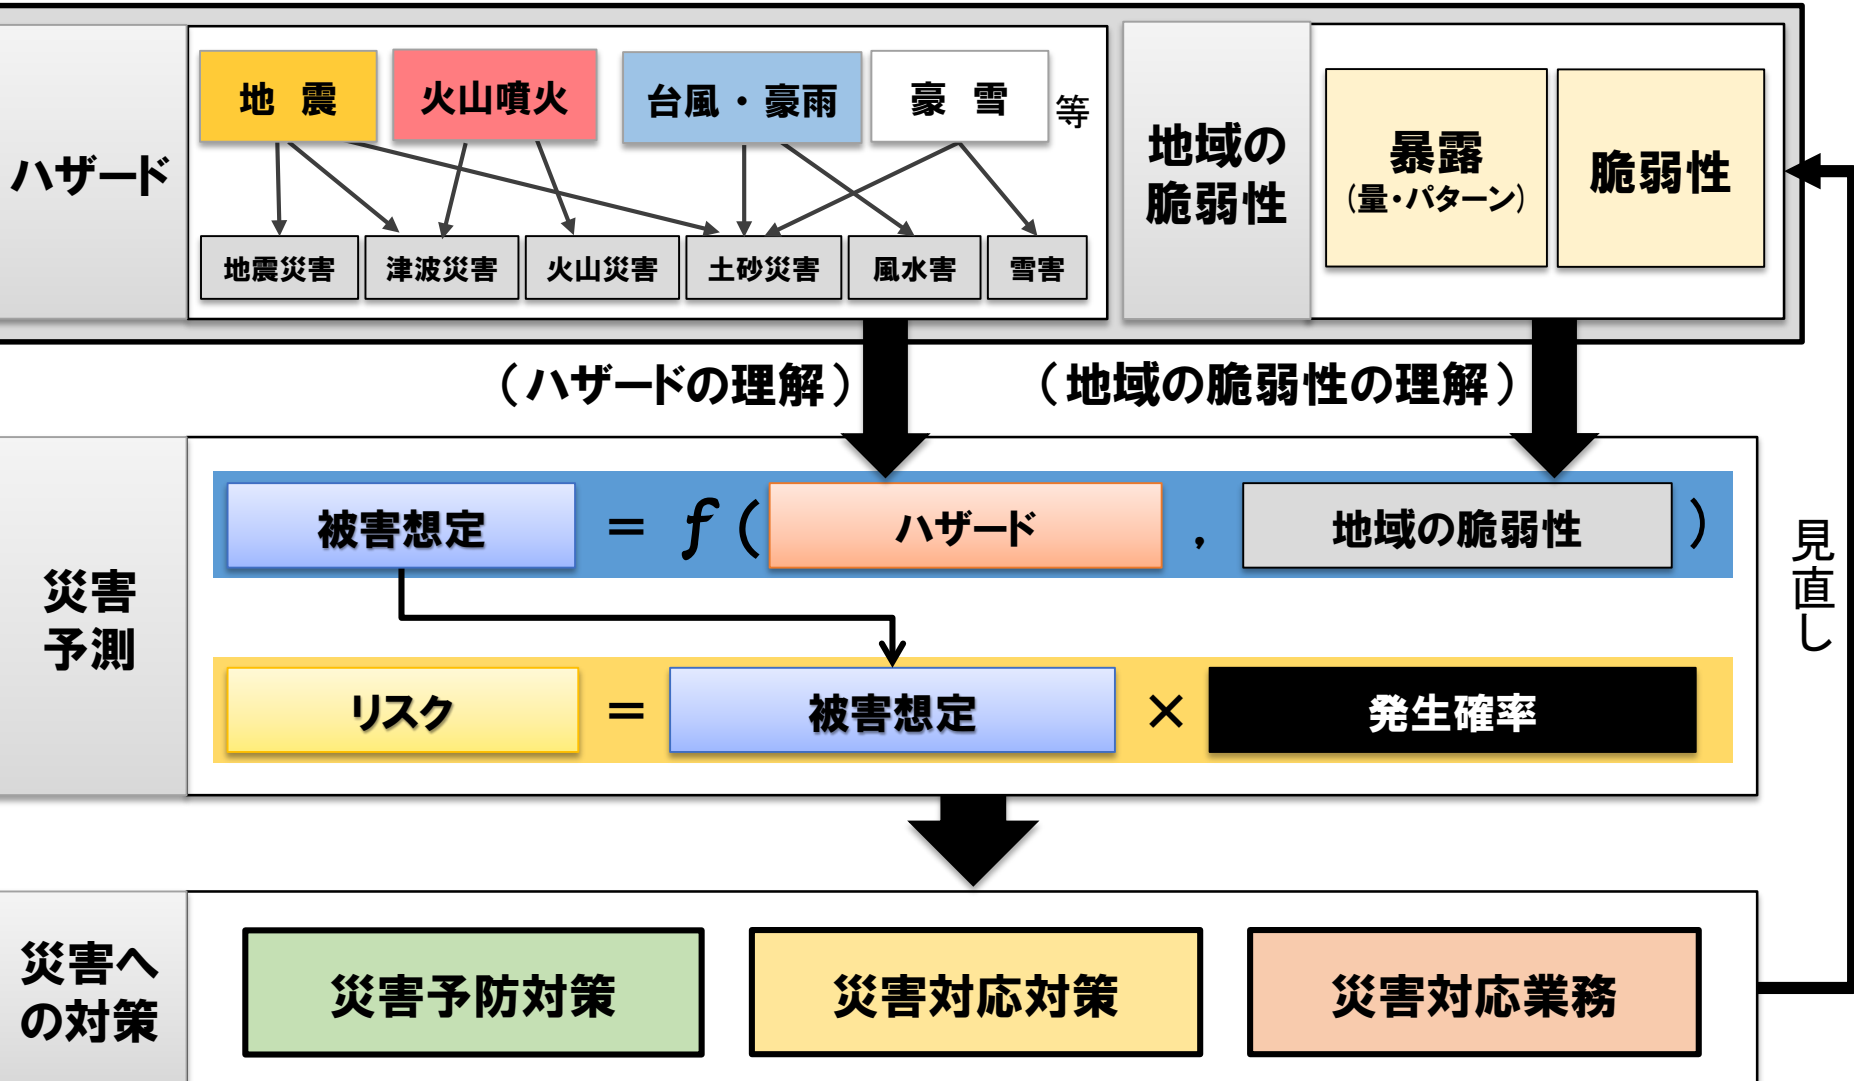 ハザード
地 震
火山噴火
台風・豪雨
豪 雪
等
地震災害
津波災害
火山災害
土砂災害
風水害
雪害
地域の
脆弱性
暴露
(量・パターン)
脆弱性
(ハザードの理解)
(地域の脆弱性の理解)
災害
予測
被害想定 = f ( ハザード , 地域の脆弱性 )
リスク = 被害想定 × 発生確率
見直し
災害へ
の対策
災害予防対策
災害対応対策
災害対応業務